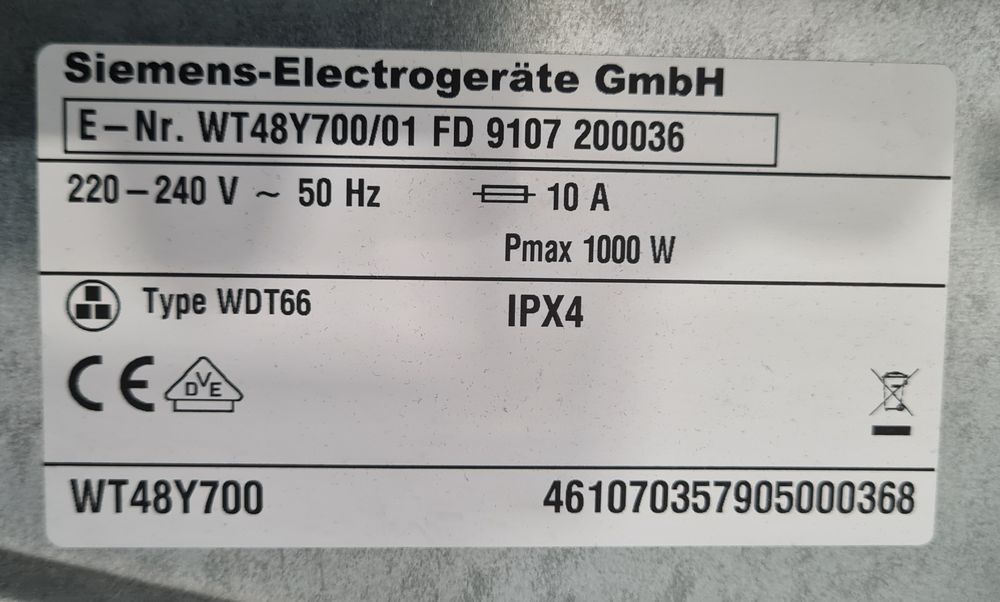 Siemens-Electrogeräte GmbH
E-Nr. WT48Y700/01 FD 9107 200036
220-240 V ~ 50 Hz 10 A
Pmax 1000 W
Type WDT66 IPX4
CE DVE
WT48Y700 461070357905000368